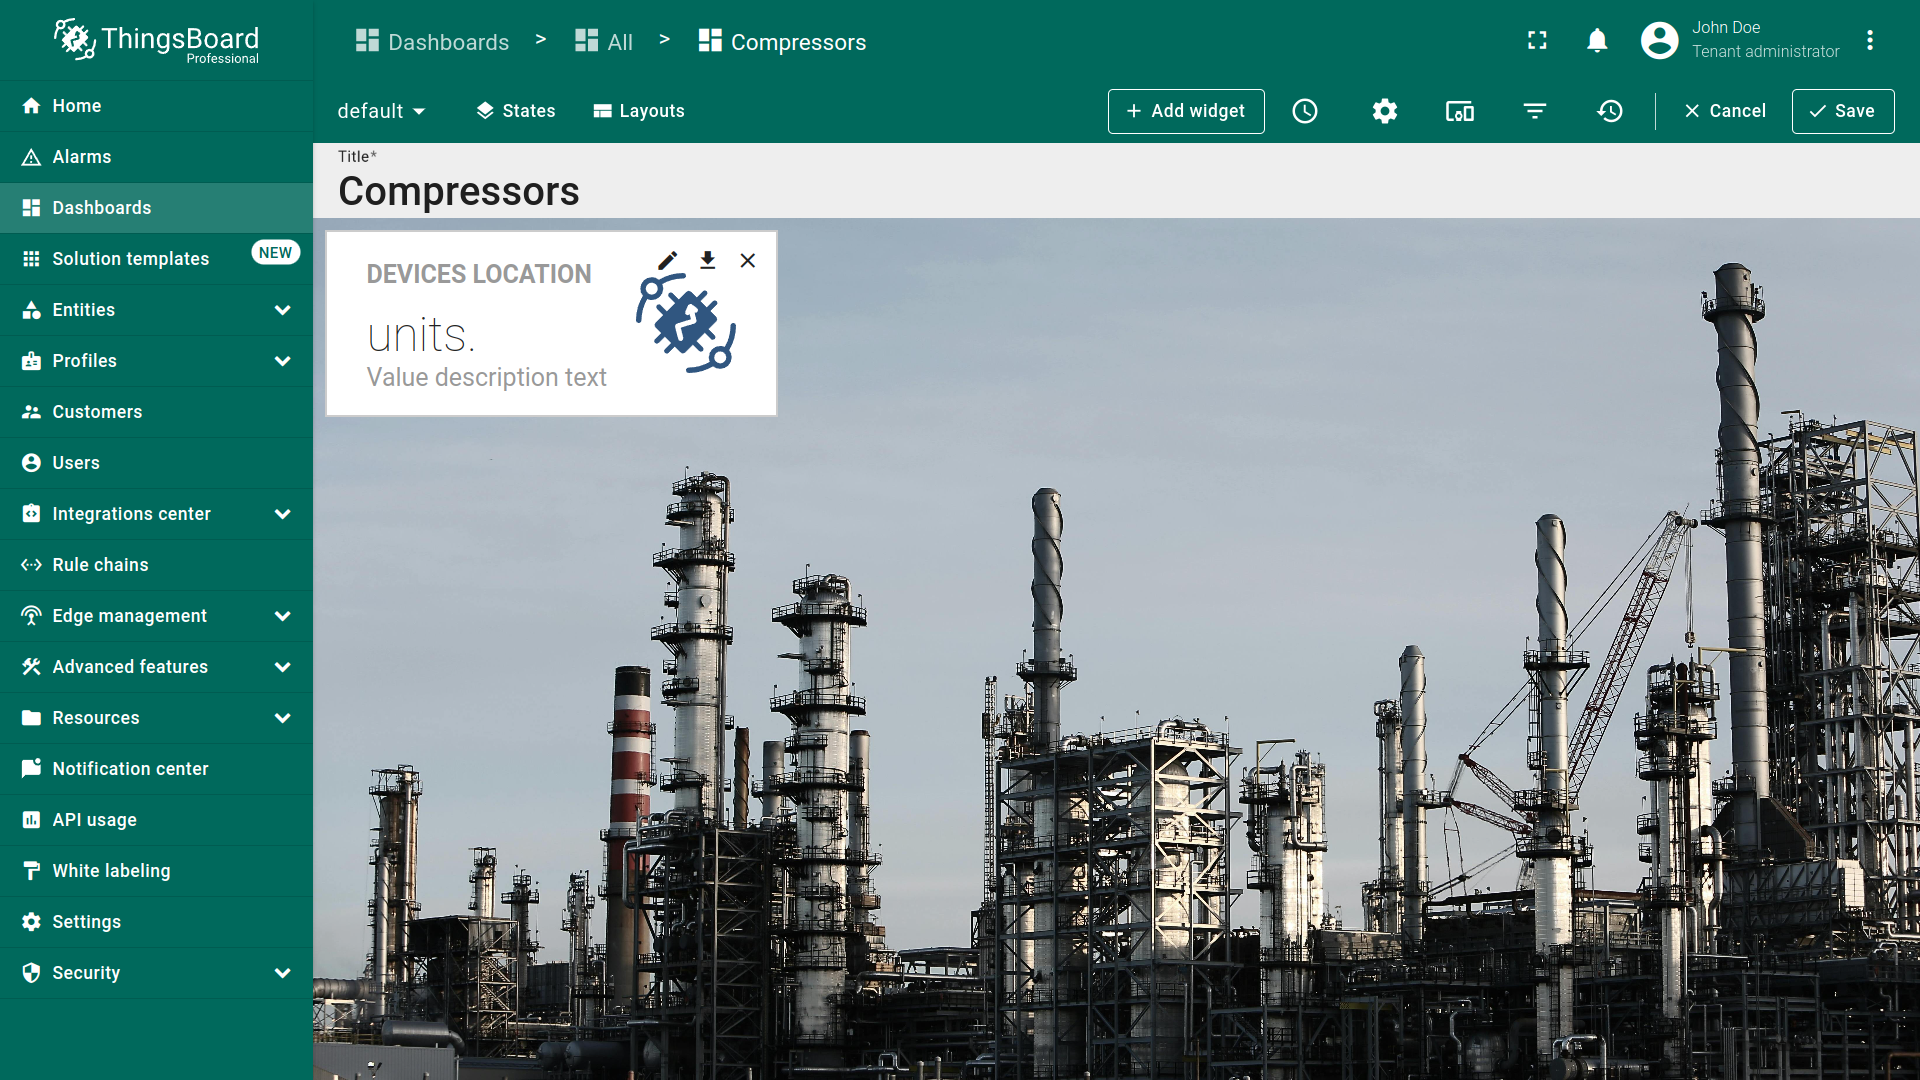 ThingsBoard
Professional
Dashboards > All > Compressors
John Doe
Tenant administrator
default States Layouts + Add widget Cancel Save
Home
Alarms
Dashboards
Solution templates NEW
Entities
Profiles
Customers
Users
Integrations center
Rule chains
Edge management
Advanced features
Resources
Notification center
API usage
White labeling
Settings
Security
Title*
Compressors
DEVICES LOCATION
units.
Value description text